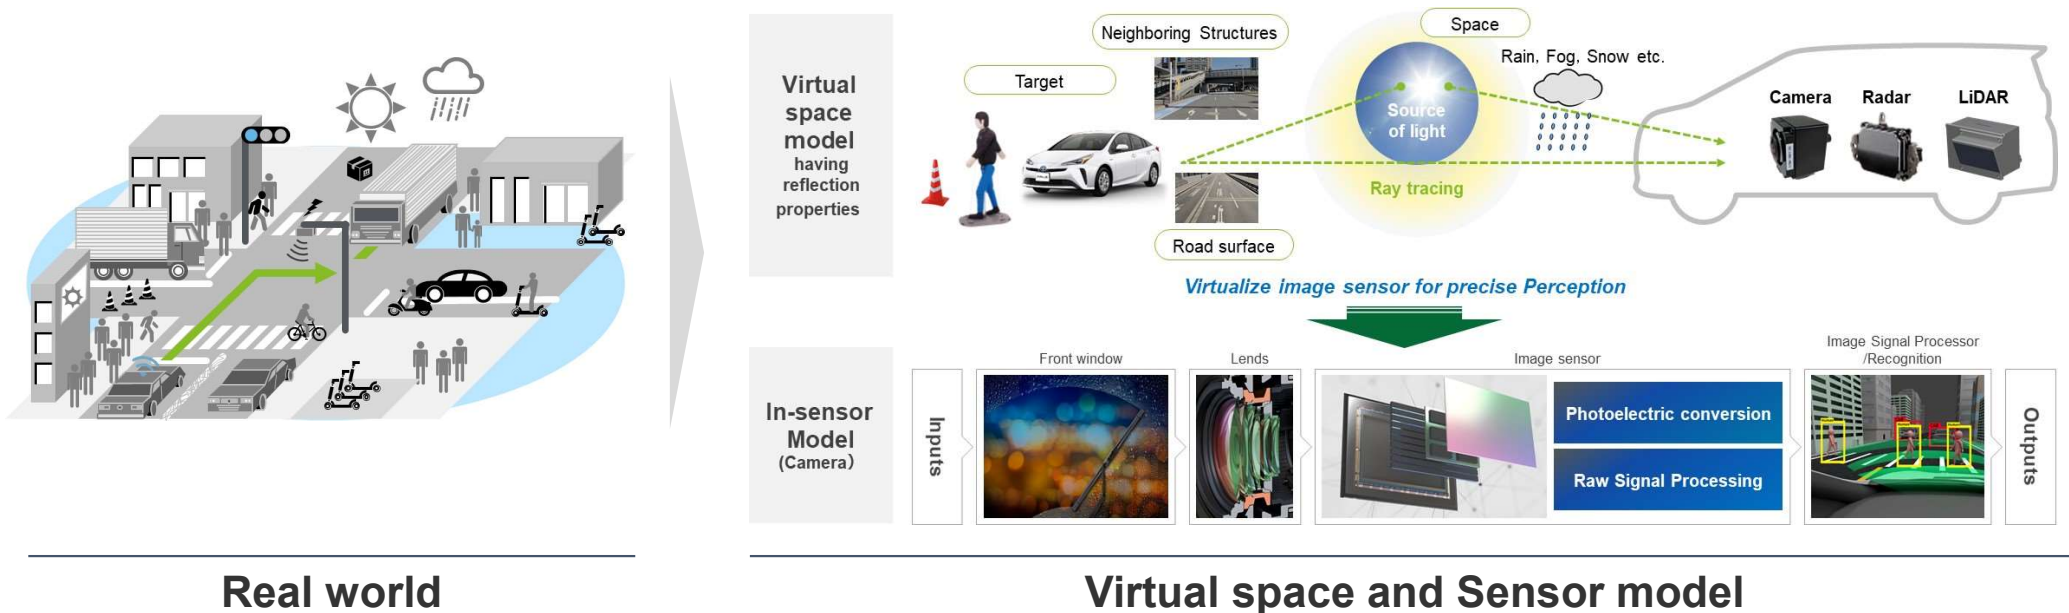 Virtual
space
model
having
reflection
properties
Target
Neighboring Structures
Space
Rain, Fog, Snow etc.
Source
of light
Ray tracing
Road surface
Camera
Radar
LiDAR
Virtualize image sensor for precise Perception
In-sensor
Model
(Camera)
Inputs
Front window
Lends
Image sensor
Photoelectric conversion
Raw Signal Processing
Image Signal Processor
/Recognition
Outputs
Real world
Virtual space and Sensor model